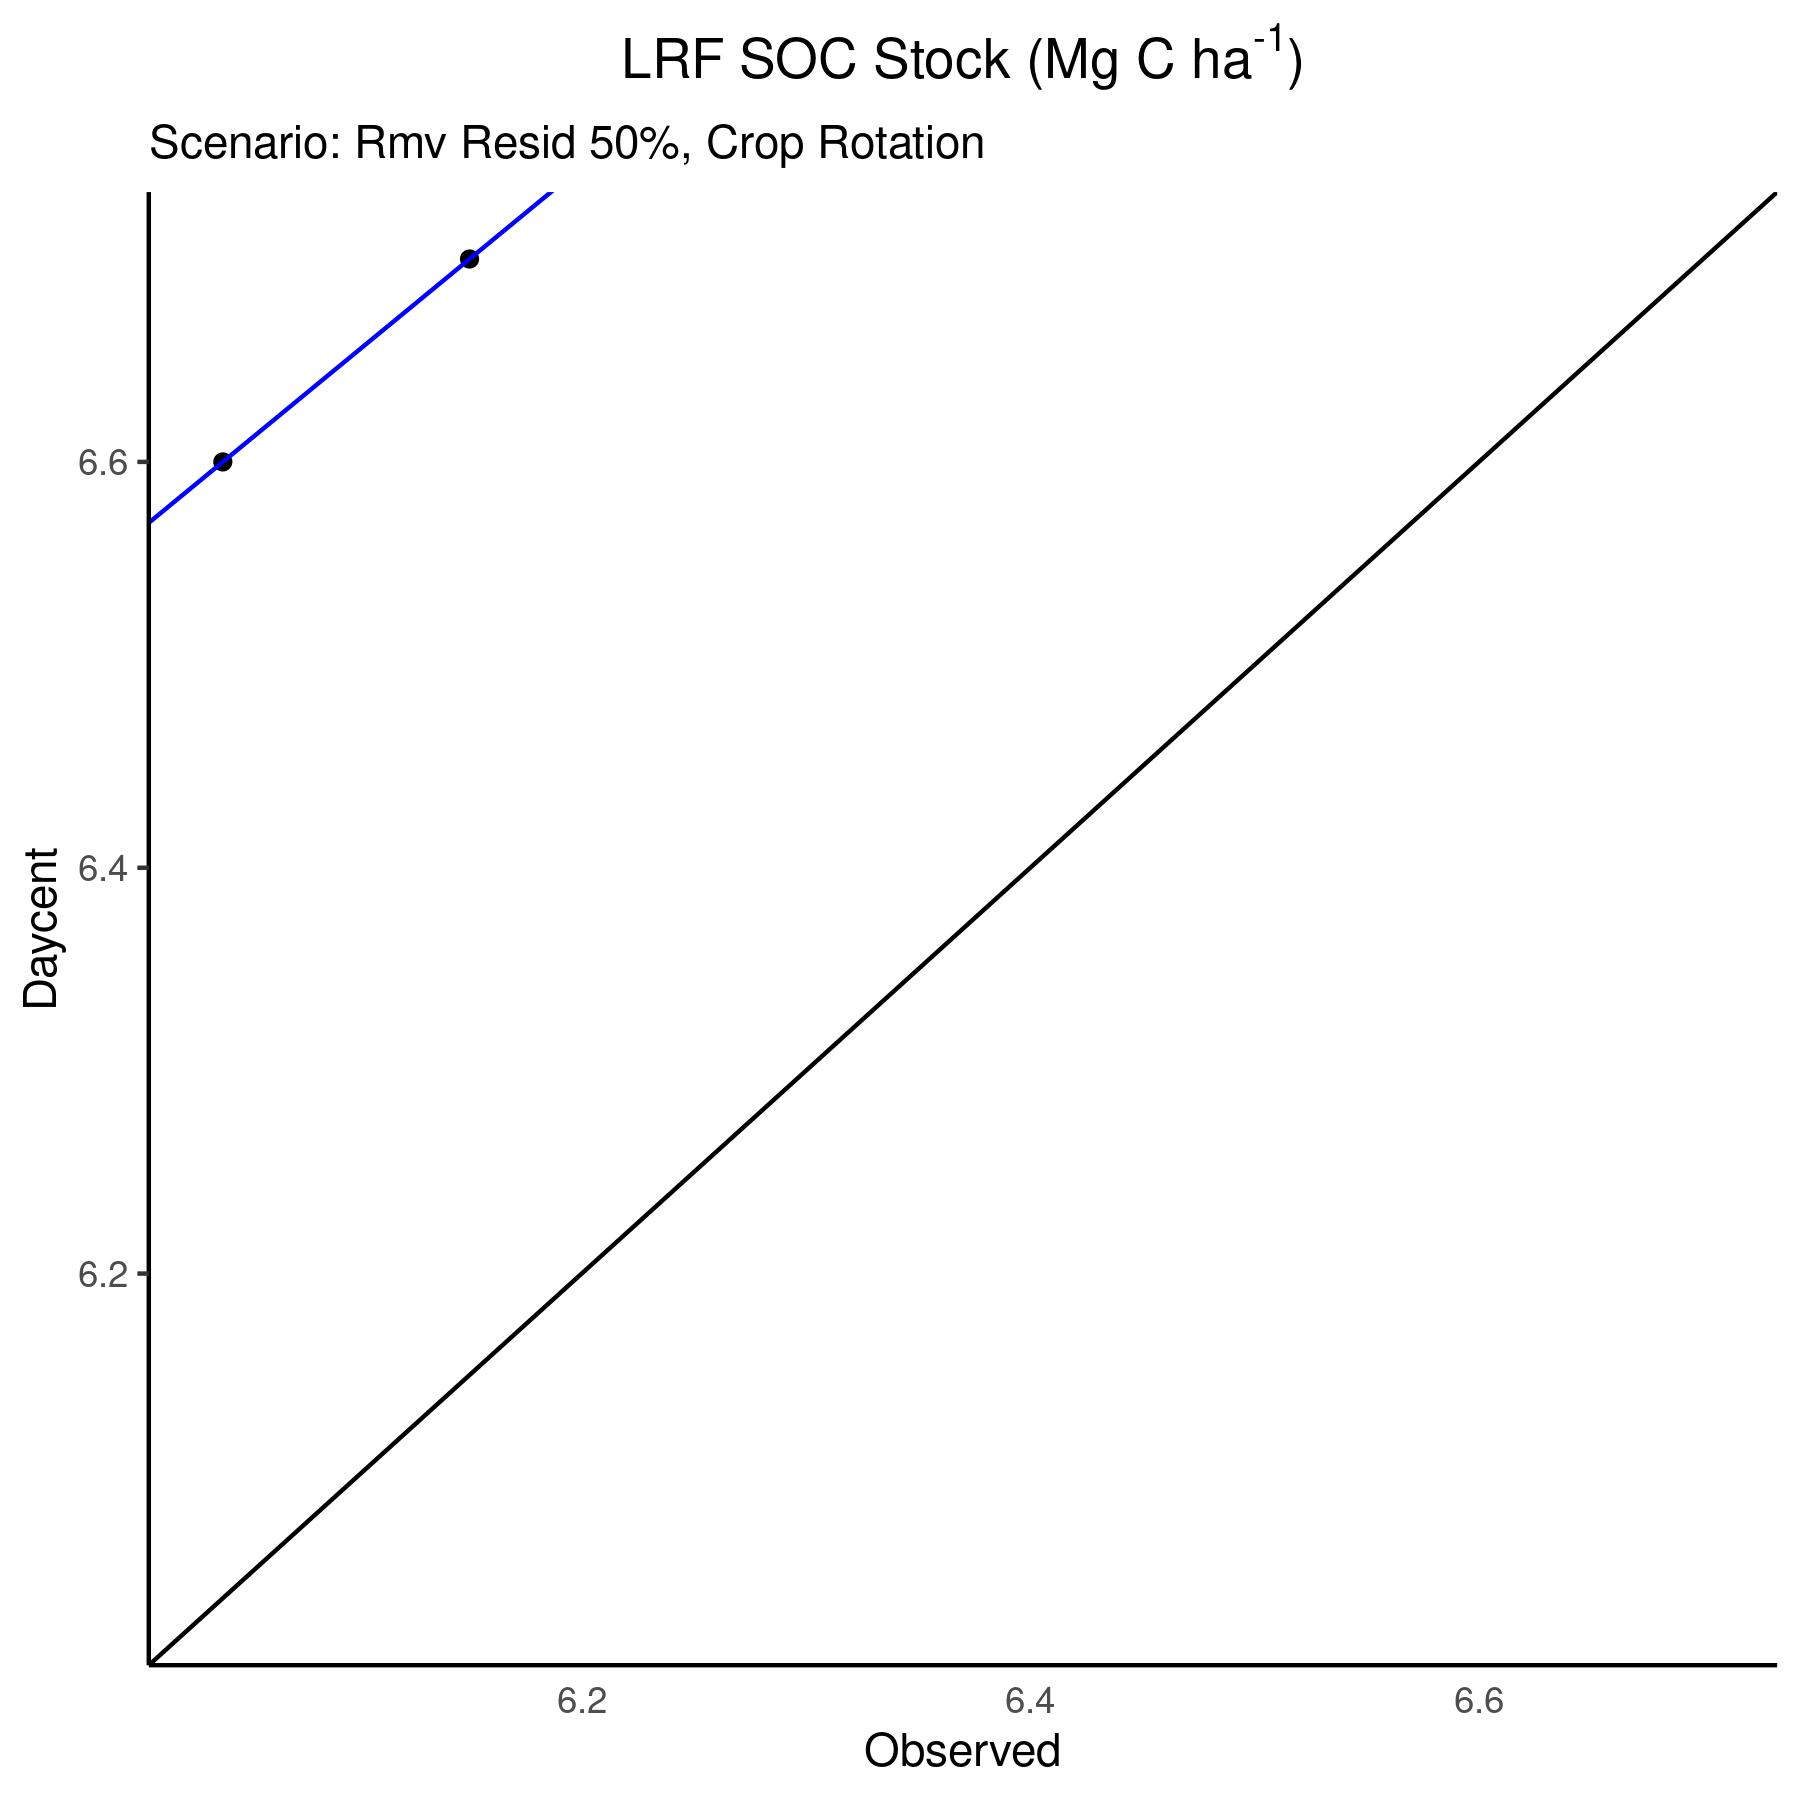 LRF SOC Stock (Mg C ha⁻¹)
Scenario: Rmv Resid 50%, Crop Rotation
6.6
6.4
6.2
Daycent
6.2 6.4 6.6
Observed